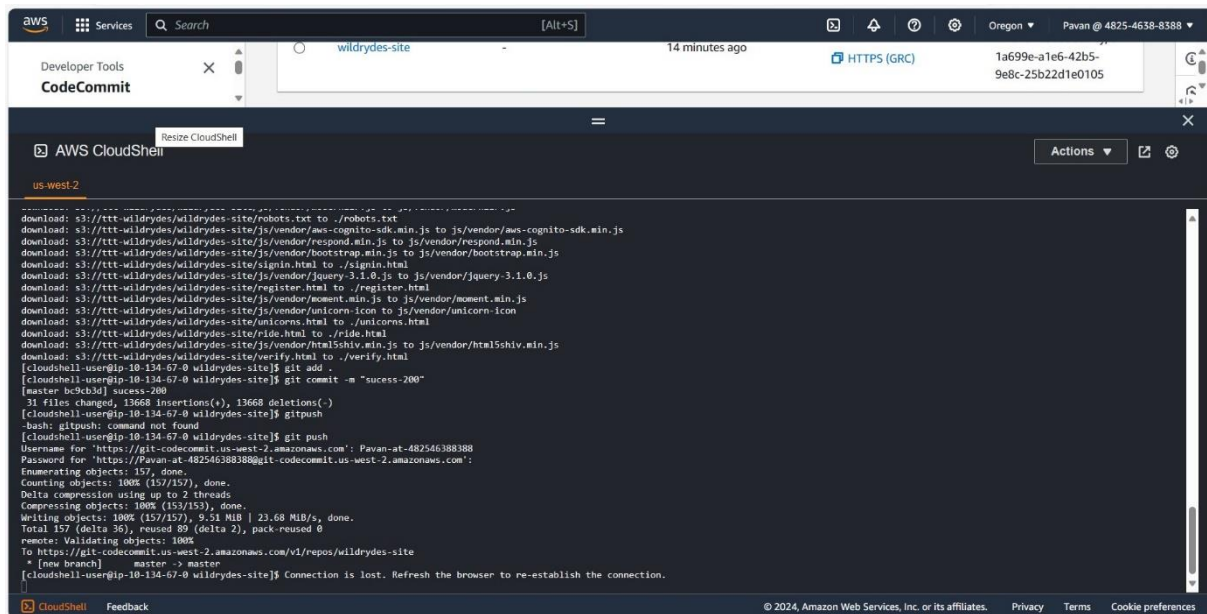 aws
Services
Search
[Alt+S]
Oregon ▼
Pavan @ 4825-4638-8388 ▼
Developer Tools
CodeCommit
wildrydes-site
-
14 minutes ago
HTTPS (GRC)
1a699e-a1e6-42b5-
9e8c-25b22d1e0105
Resize CloudShell
AWS CloudShell
Actions ▼
us-west-2
download: s3://ttt-wildrydes/wildrydes-site/robots.txt to ./robots.txt
download: s3://ttt-wildrydes/wildrydes-site/js/vendor/aws-cognito-sdk.min.js to js/vendor/aws-cognito-sdk.min.js
download: s3://ttt-wildrydes/wildrydes-site/js/vendor/respond.min.js to js/vendor/respond.min.js
download: s3://ttt-wildrydes/wildrydes-site/js/vendor/bootstrap.min.js to js/vendor/bootstrap.min.js
download: s3://ttt-wildrydes/wildrydes-site/signin.html to ./signin.html
download: s3://ttt-wildrydes/wildrydes-site/js/vendor/jquery-3.1.0.js to js/vendor/jquery-3.1.0.js
download: s3://ttt-wildrydes/wildrydes-site/register.html to ./register.html
download: s3://ttt-wildrydes/wildrydes-site/js/vendor/moment.min.js to js/vendor/moment.min.js
download: s3://ttt-wildrydes/wildrydes-site/js/vendor/unicorn-icon to js/vendor/unicorn-icon
download: s3://ttt-wildrydes/wildrydes-site/unicorns.html to ./unicorns.html
download: s3://ttt-wildrydes/wildrydes-site/ride.html to ./ride.html
download: s3://ttt-wildrydes/wildrydes-site/js/vendor/html5shiv.min.js to js/vendor/html5shiv.min.js
download: s3://ttt-wildrydes/wildrydes-site/verify.html to ./verify.html
[cloudshell-user@ip-10-134-67-0 wildrydes-site]$ git add .
[cloudshell-user@ip-10-134-67-0 wildrydes-site]$ git commit -m "sucess-200"
[master bc9cb3d] sucess-200
31 files changed, 13668 insertions(+), 13668 deletions(-)
[cloudshell-user@ip-10-134-67-0 wildrydes-site]$ gitpush
-bash: gitpush: command not found
[cloudshell-user@ip-10-134-67-0 wildrydes-site]$ git push
Username for 'https://git-codecommit.us-west-2.amazonaws.com': Pavan-at-482546388388
Password for 'https://Pavan-at-482546388388@git-codecommit.us-west-2.amazonaws.com':
Enumerating objects: 157, done.
Counting objects: 100% (157/157), done.
Delta compression using up to 2 threads
Compressing objects: 100% (153/153), done.
Writing objects: 100% (157/157), 9.51 MiB | 23.68 MiB/s, done.
Total 157 (delta 36), reused 89 (delta 2), pack-reused 0
remote: Validating objects: 100%
To https://git-codecommit.us-west-2.amazonaws.com/v1/repos/wildrydes-site
* [new branch] master -> master
[cloudshell-user@ip-10-134-67-0 wildrydes-site]$ Connection is lost. Refresh the browser to re-establish the connection.
CloudShell
Feedback
© 2024, Amazon Web Services, Inc. or its affiliates.
Privacy
Terms
Cookie preferences